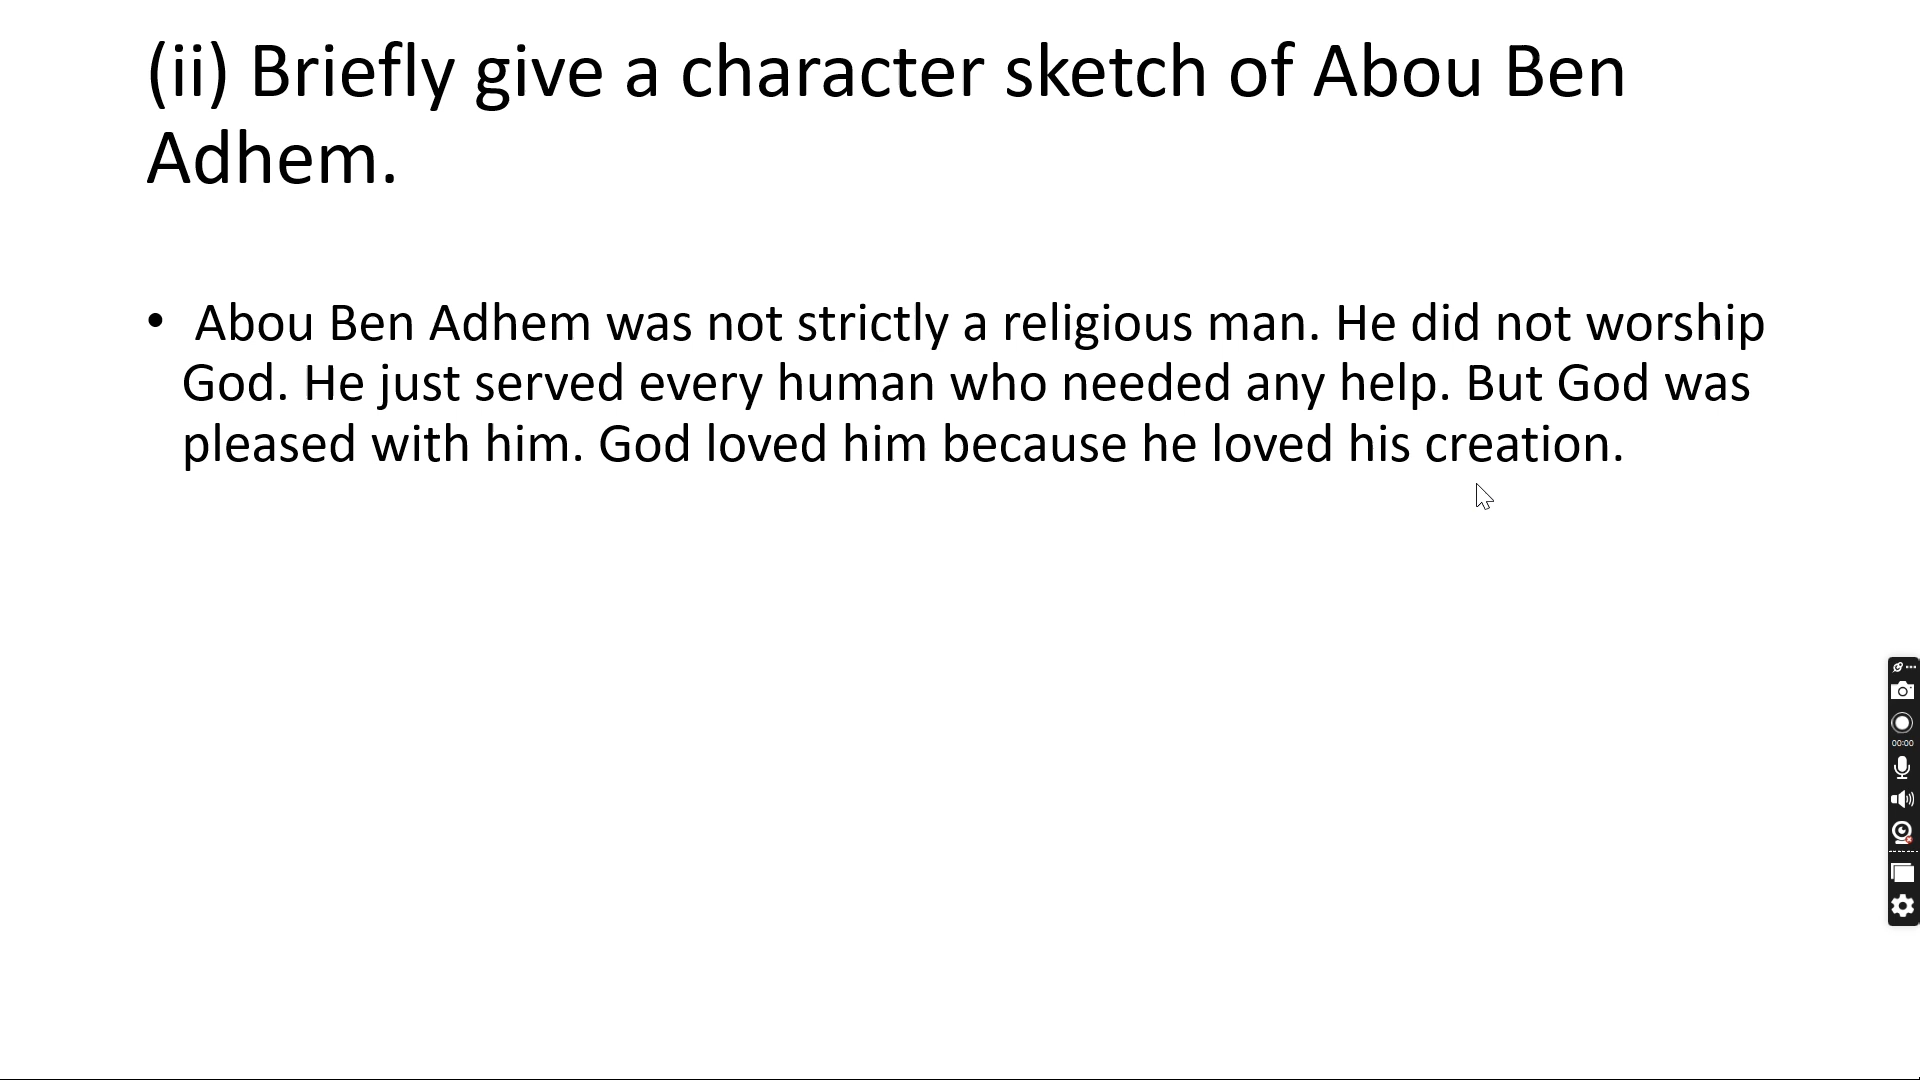 (ii) Briefly give a character sketch of Abou Ben
Adhem.
• Abou Ben Adhem was not strictly a religious man. He did not worship
God. He just served every human who needed any help. But God was
pleased with him. God loved him because he loved his creation.
00:00